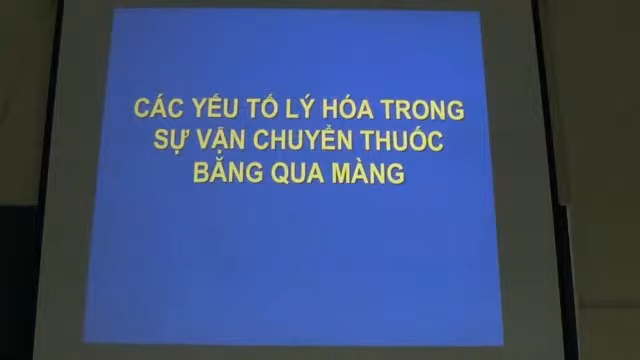 CÁC YẾU TỐ LÝ HÓA TRONG
SỰ VẬN CHUYỂN THUỐC
BẰNG QUA MÀNG